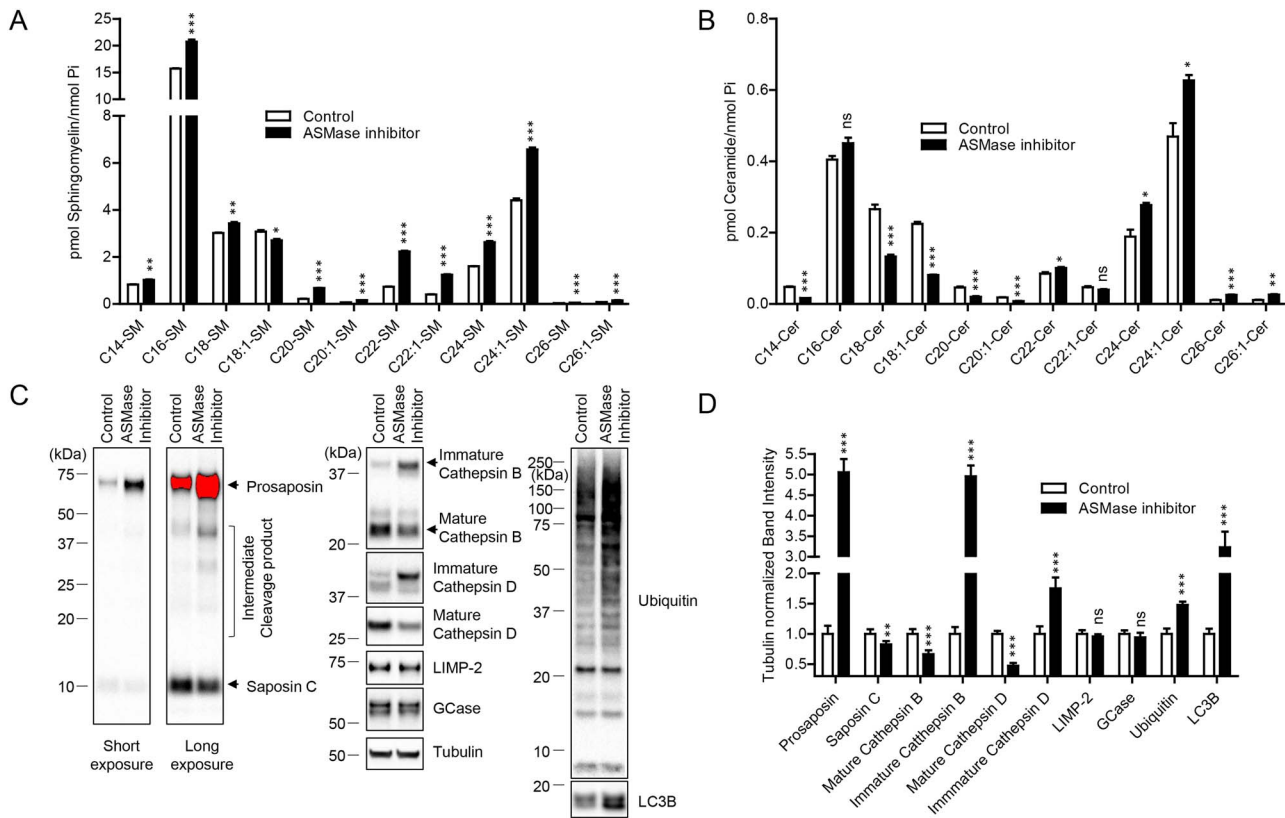 A
pmol Sphingomyelin/nmol Pi
25
20
15
10
8
6
4
2
0
Control
ASMase inhibitor
**
***
**
*
***
***
***
***
***
***
***
***
C14-SM
C16-SM
C18-SM
C18:1-SM
C20-SM
C20:1-SM
C22-SM
C22:1-SM
C24-SM
C24:1-SM
C26-SM
C26:1-SM
B
pmol Ceramide/nmol Pi
0.8
0.6
0.4
0.2
0.0
Control
ASMase inhibitor
***
ns
***
***
***
***
*
ns
*
*
***
**
C14-Cer
C16-Cer
C18-Cer
C18:1-Cer
C20-Cer
C20:1-Cer
C22-Cer
C22:1-Cer
C24-Cer
C24:1-Cer
C26-Cer
C26:1-Cer
C
Control
ASMase
Inhibitor
Control
ASMase
Inhibitor
(kDa)
75
50
37
25
20
10
Prosaposin
Intermediate
Cleavage product
Saposin C
Short
exposure
Long
exposure
Control
ASMase
Inhibitor
(kDa)
37
20
37
25
75
50
50
Immature
Cathepsin B
Mature
Cathepsin B
Immature
Cathepsin D
Mature
Cathepsin D
LIMP-2
GCase
Tubulin
Control
ASMase
Inhibitor
250
(kDa)
150
100
75
50
37
20
10
20
Ubiquitin
LC3B
D
Tubulin normalized Band Intensity
5.5
5.0
4.5
4.0
3.5
3.0
2.5
2.0
1.5
1.0
0.5
Control
ASMase inhibitor
***
**
***
***
***
***
ns
ns
***
***
Prosaposin
Saposin C
Mature Cathepsin B
Immature Cathepsin B
Mature Cathepsin D
Immmature Cathepsin D
LIMP-2
GCase
Ubiquitin
LC3B